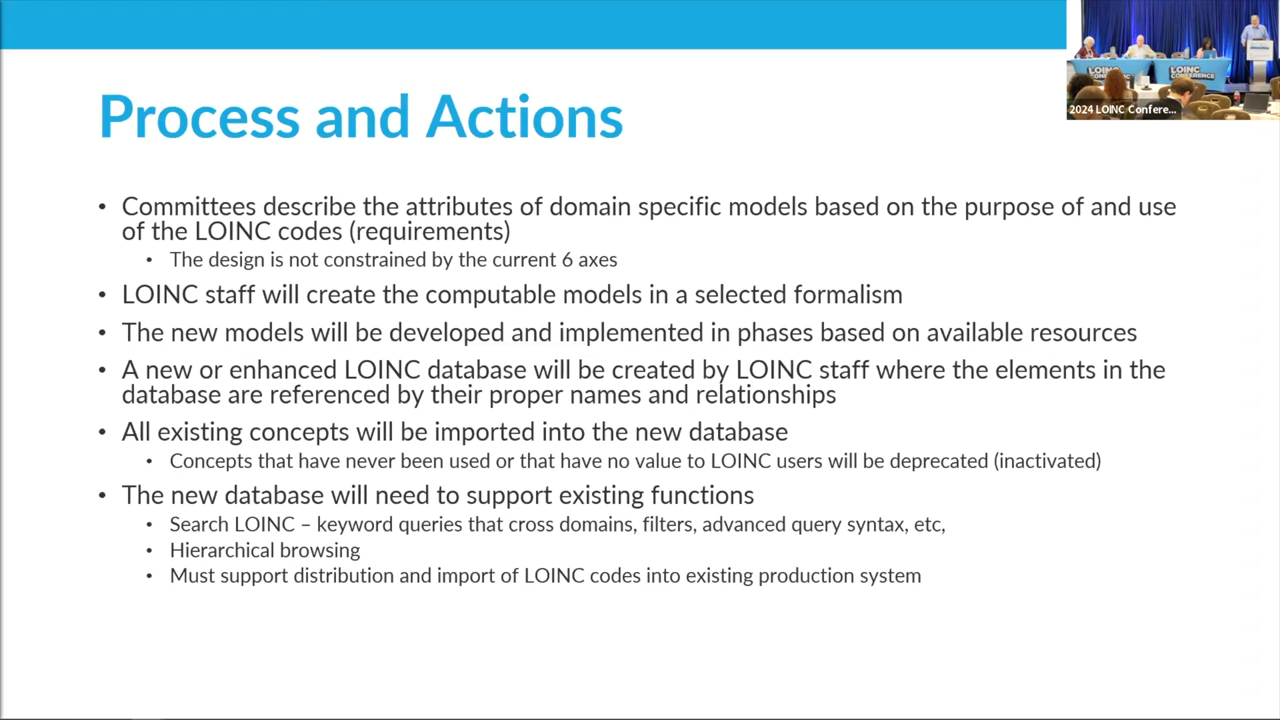 Process and Actions
• Committees describe the attributes of domain specific models based on the purpose of and use
of the LOINC codes (requirements)
• The design is not constrained by the current 6 axes
• LOINC staff will create the computable models in a selected formalism
• The new models will be developed and implemented in phases based on available resources
• A new or enhanced LOINC database will be created by LOINC staff where the elements in the
database are referenced by their proper names and relationships
• All existing concepts will be imported into the new database
• Concepts that have never been used or that have no value to LOINC users will be deprecated (inactivated)
• The new database will need to support existing functions
• Search LOINC – keyword queries that cross domains, filters, advanced query syntax, etc,
• Hierarchical browsing
• Must support distribution and import of LOINC codes into existing production system
LOINC
LOINC
CONFERENCE
2024 LOINC Confere...